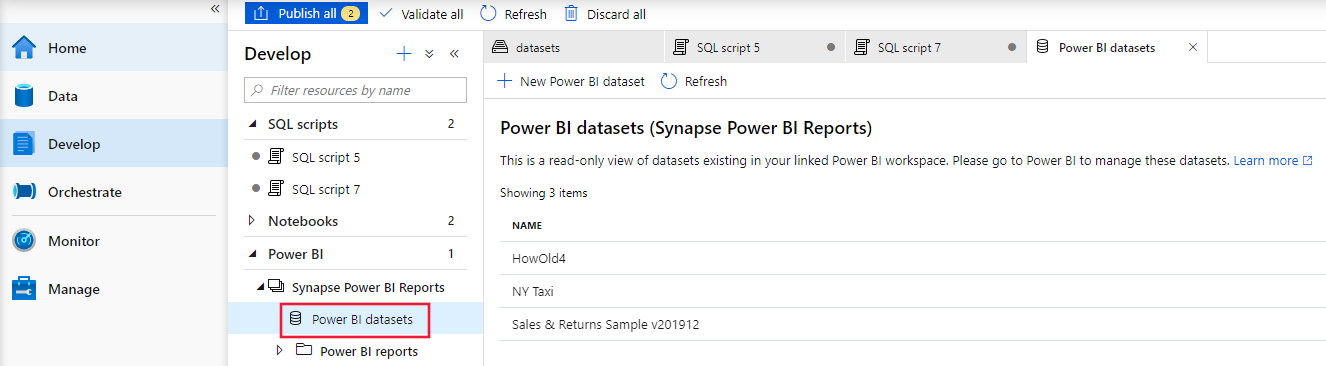 «
Home
Data
Develop
Orchestrate
Monitor
Manage
Publish all 2 Validate all Refresh Discard all
Develop «
Filter resources by name
SQL scripts 2
SQL script 5
SQL script 7
Notebooks 2
Power BI 1
Synapse Power BI Reports
Power BI datasets
Power BI reports
datasets SQL script 5 SQL script 7 Power BI datasets
New Power BI dataset Refresh
Power BI datasets (Synapse Power BI Reports)
This is a read-only view of datasets existing in your linked Power BI workspace. Please go to Power BI to manage these datasets. Learn more
Showing 3 items
NAME
HowOld4
NY Taxi
Sales & Returns Sample v201912